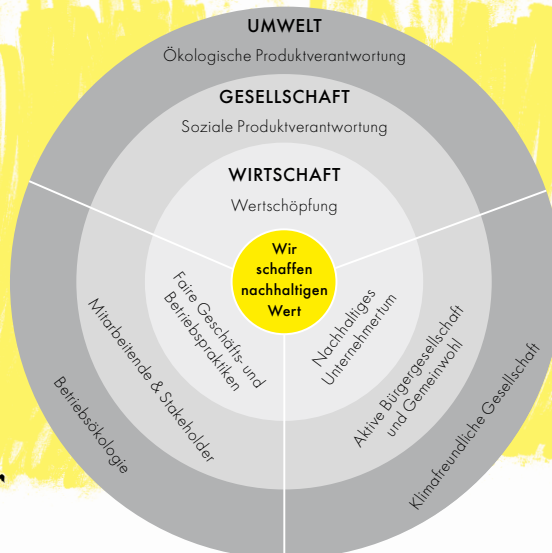 UMWELT
Ökologische Produktverantwortung
GESELLSCHAFT
Soziale Produktverantwortung
WIRTSCHAFT
Wertschöpfung
Wir
schaffen
nachhaltigen
Wert
Faire Geschäfts- und
Betriebspraktiken
Nachhaltiges
Unternehmertum
Mitarbeitende & Stakeholder
Aktive Bürgergesellschaft
und Gemeinwohl
Betriebsökologie
Klimafreundliche Gesellschaft